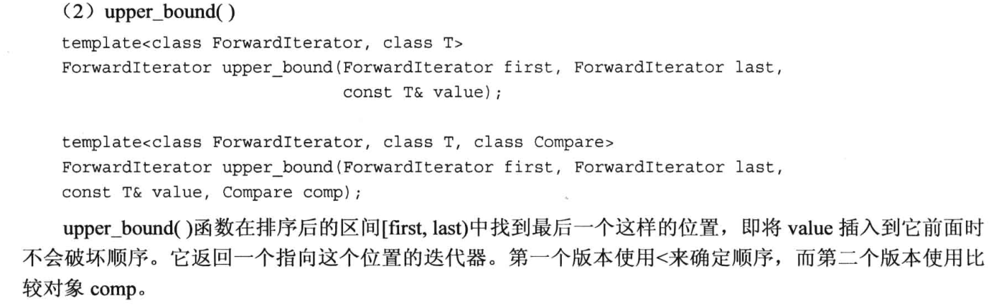 （2）upper_bound( )
template<class ForwardIterator, class T>
ForwardIterator upper_bound(ForwardIterator first, ForwardIterator last,
const T& value);
template<class ForwardIterator, class T, class Compare>
ForwardIterator upper_bound(ForwardIterator first, ForwardIterator last,
const T& value, Compare comp);
upper_bound( )函数在排序后的区间[first, last)中找到最后一个这样的位置，即将 value 插入到它前面时
不会破坏顺序。它返回一个指向这个位置的迭代器。第一个版本使用<来确定顺序，而第二个版本使用比
较对象 comp。